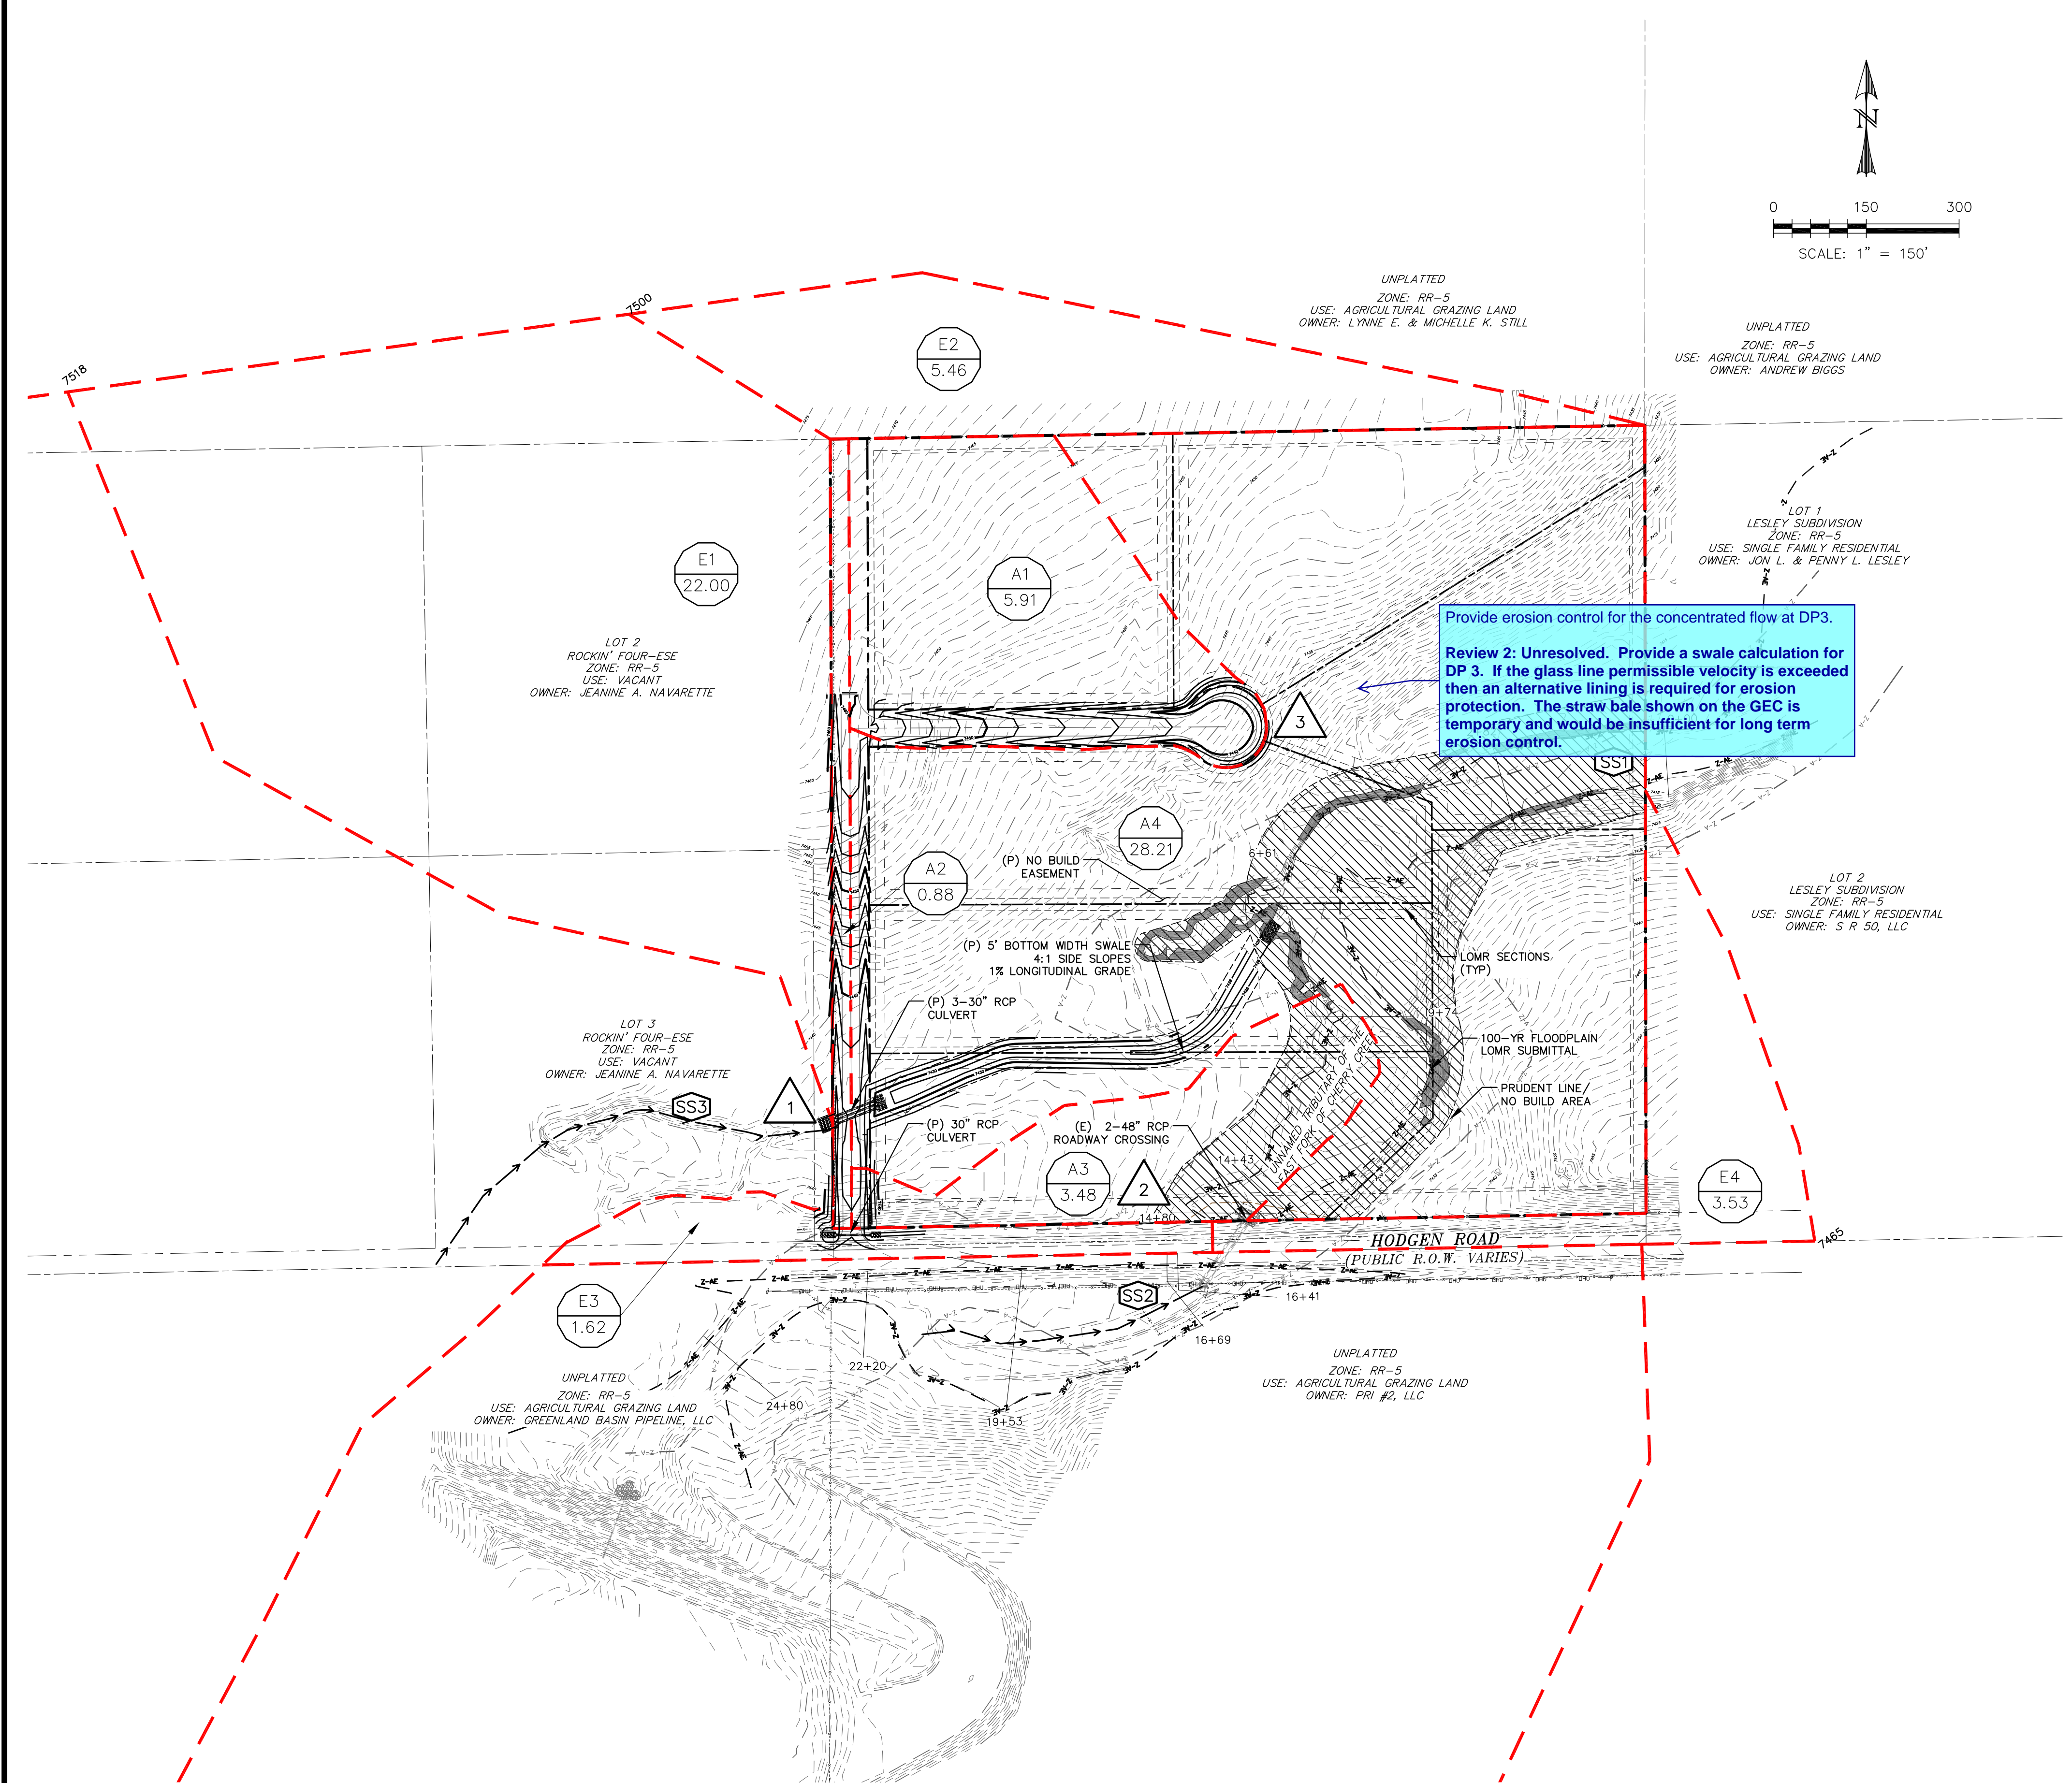 N
0 150 300
SCALE: 1" = 150'
UNPLATTED
ZONE: RR-5
USE: AGRICULTURAL GRAZING LAND
OWNER: LYNNE E. & MICHELLE K. STILL
UNPLATTED
ZONE: RR-5
USE: AGRICULTURAL GRAZING LAND
OWNER: ANDREW BIGGS
7500
7518
E2
5.46
E1
22.00
A1
5.91
LOT 1
LESLEY SUBDIVISION
ZONE: RR-5
USE: SINGLE FAMILY RESIDENTIAL
OWNER: JON L. & PENNY L. LESLEY
Provide erosion control for the concentrated flow at DP3.
Review 2: Unresolved. Provide a swale calculation for
DP 3. If the glass line permissible velocity is exceeded
then an alternative lining is required for erosion
protection. The straw bale shown on the GEC is
temporary and would be insufficient for long term
erosion control.
LOT 2
ROCKIN' FOUR-ESE
ZONE: RR-5
USE: VACANT
OWNER: JEANINE A. NAVARETTE
3
SS1
A4
28.21
(P) NO BUILD
EASEMENT
6+61
A2
0.88
LOT 2
LESLEY SUBDIVISION
ZONE: RR-5
USE: SINGLE FAMILY RESIDENTIAL
OWNER: S R 50, LLC
(P) 5' BOTTOM WIDTH SWALE
4:1 SIDE SLOPES
1% LONGITUDINAL GRADE
LOMR SECTIONS
(TYP)
(P) 3-30" RCP
CULVERT
9+74
LOT 3
ROCKIN' FOUR-ESE
ZONE: RR-5
USE: VACANT
OWNER: JEANINE A. NAVARETTE
100-YR FLOODPLAIN
LOMR SUBMITTAL
PRUDENT LINE/
NO BUILD AREA
SS3
1
(P) 30" RCP
CULVERT
(E) 2-48" RCP
ROADWAY CROSSING
UNNAMED TRIBUTARY OF THE
EAST FORK OF CHERRY CREEK
14+43
A3
3.48
2
14+80
E4
3.53
HODGEN ROAD
(PUBLIC R.O.W. VARIES)
7465
E3
1.62
SS2
16+41
16+69
22+20
24+80
19+53
UNPLATTED
ZONE: RR-5
USE: AGRICULTURAL GRAZING LAND
OWNER: GREENLAND BASIN PIPELINE, LLC
UNPLATTED
ZONE: RR-5
USE: AGRICULTURAL GRAZING LAND
OWNER: PRI #2, LLC